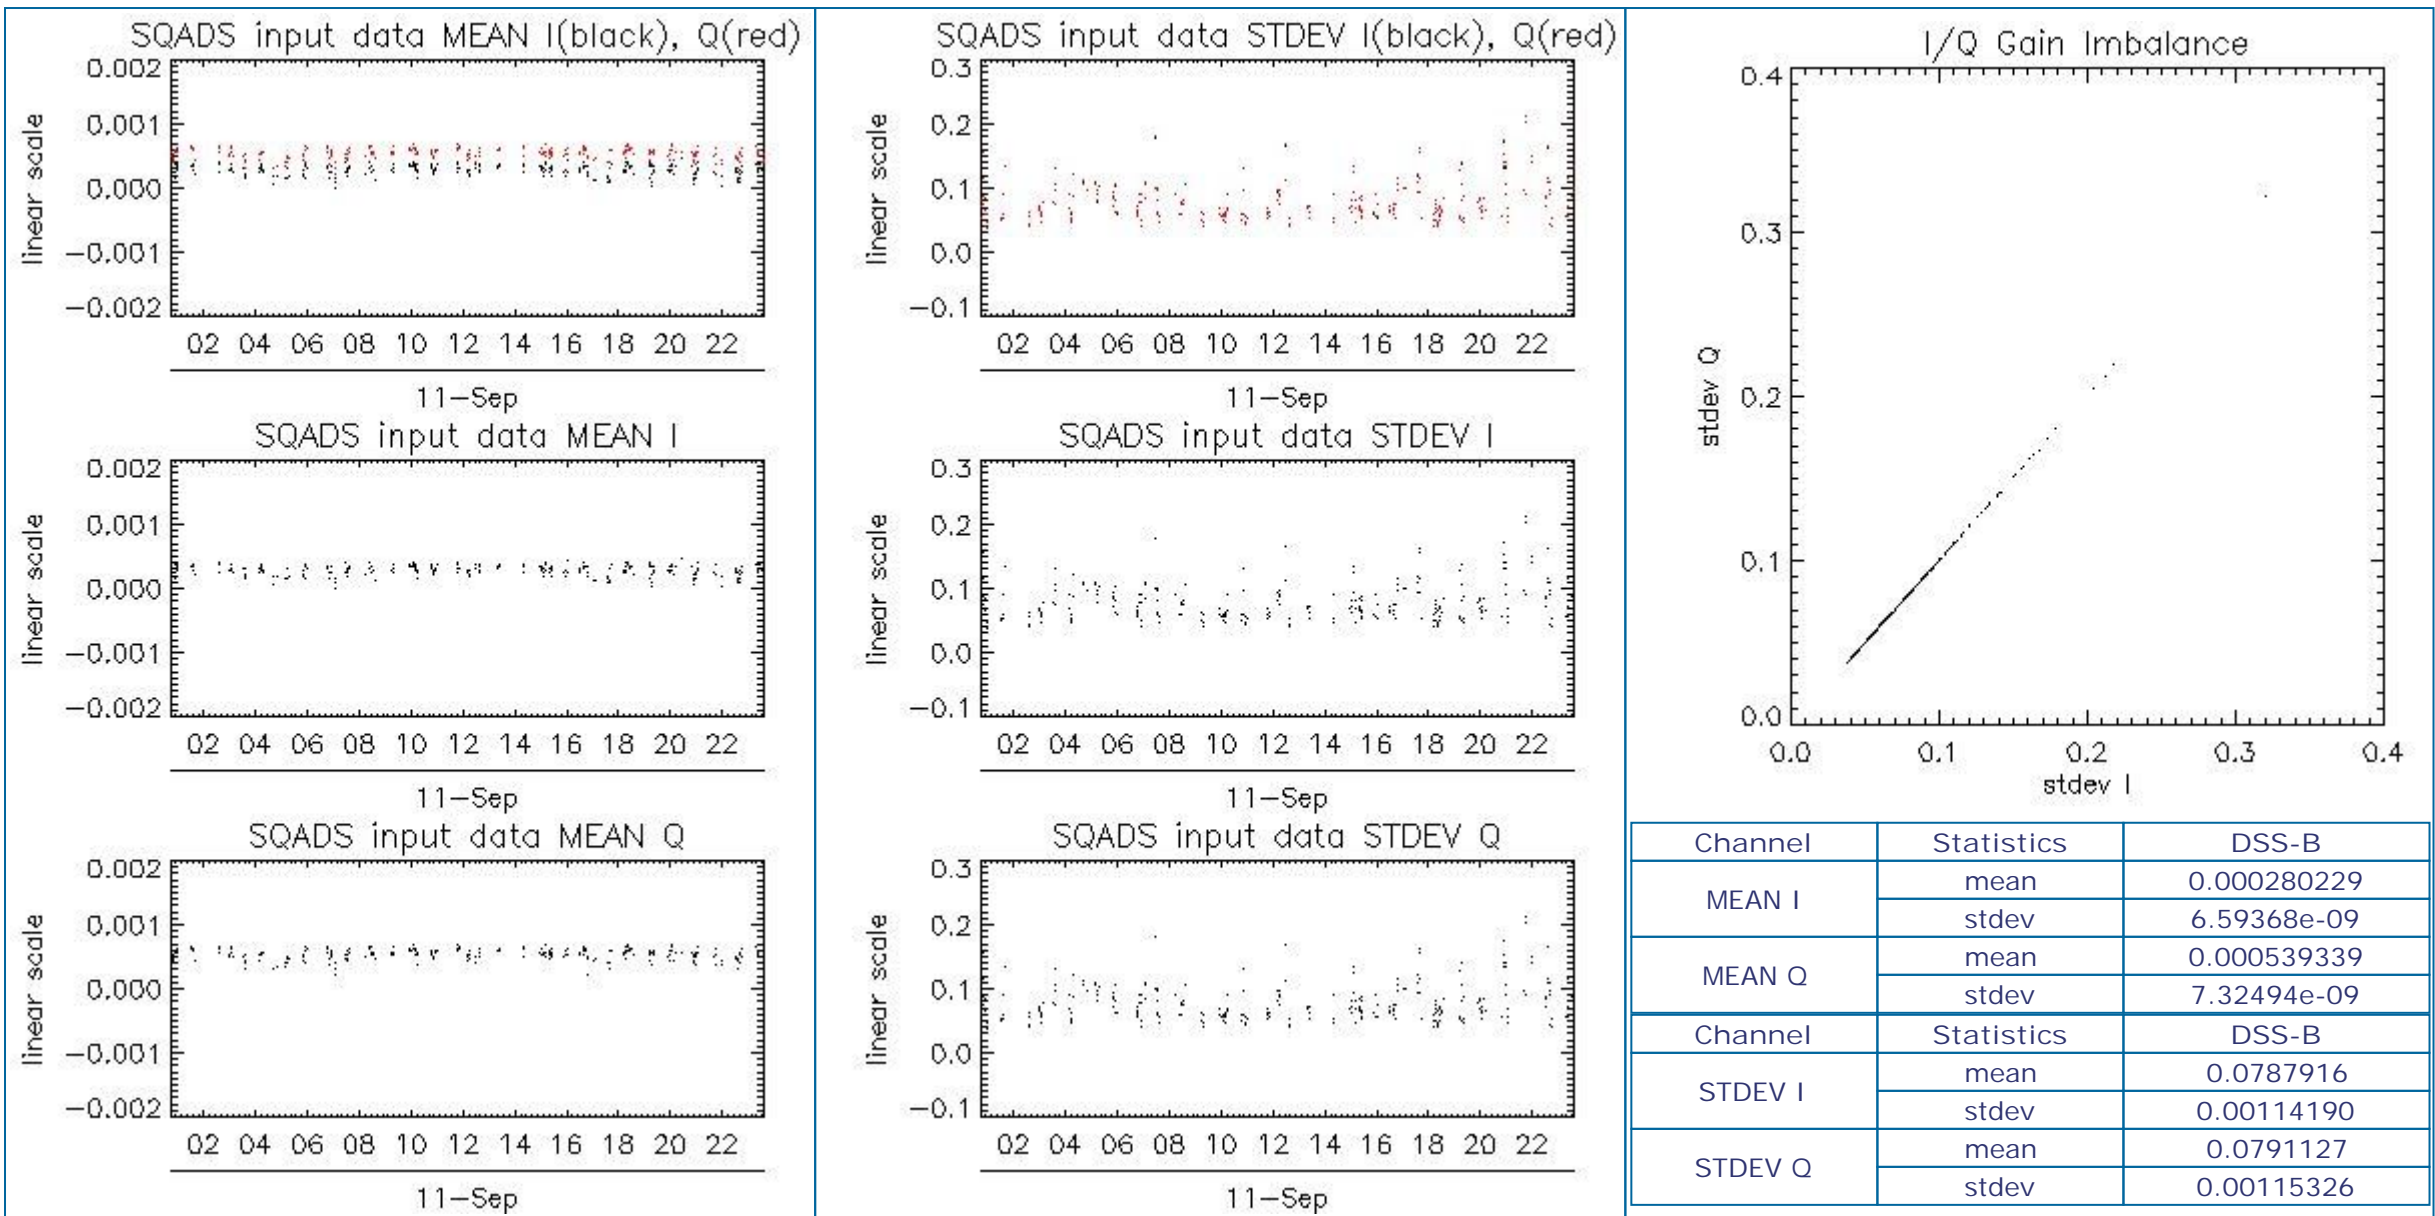 SQADS input data MEAN I(black), Q(red)
0.002
0.001
0.000
−0.001
−0.002
linear scale
02 04 06 08 10 12 14 16 18 20 22
11−Sep
SQADS input data MEAN I
0.002
0.001
0.000
−0.001
−0.002
linear scale
02 04 06 08 10 12 14 16 18 20 22
11−Sep
SQADS input data MEAN Q
0.002
0.001
0.000
−0.001
−0.002
linear scale
02 04 06 08 10 12 14 16 18 20 22
11−Sep
SQADS input data STDEV I(black), Q(red)
0.3
0.2
0.1
0.0
−0.1
linear scale
02 04 06 08 10 12 14 16 18 20 22
11−Sep
SQADS input data STDEV I
0.3
0.2
0.1
0.0
−0.1
linear scale
02 04 06 08 10 12 14 16 18 20 22
11−Sep
SQADS input data STDEV Q
0.3
0.2
0.1
0.0
−0.1
linear scale
02 04 06 08 10 12 14 16 18 20 22
11−Sep
I/Q Gain Imbalance
0.4
0.3
0.2
0.1
0.0
stdev Q
0.0 0.1 0.2 0.3 0.4
stdev I
Channel Statistics DSS-B
MEAN I mean 0.000280229
stdev 6.59368e-09
MEAN Q mean 0.000539339
stdev 7.32494e-09
Channel Statistics DSS-B
STDEV I mean 0.0787916
stdev 0.00114190
STDEV Q mean 0.0791127
stdev 0.00115326